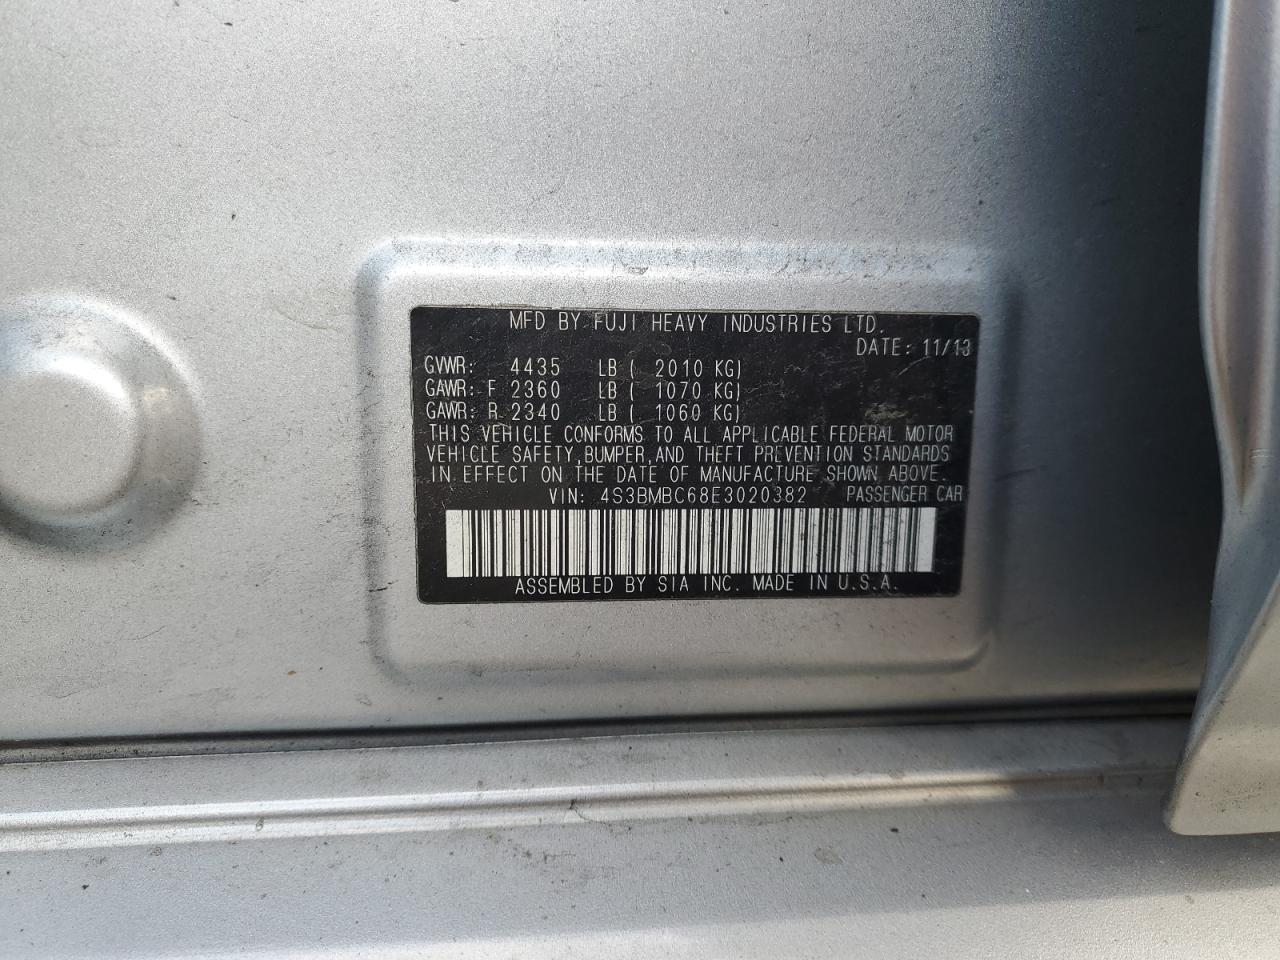 MFD BY FUJI HEAVY INDUSTRIES LTD.
DATE: 11/13
GVWR: 4435 LB ( 2010 KG)
GAWR: F 2360 LB ( 1070 KG)
GAWR: R 2340 LB ( 1060 KG)
THIS VEHICLE CONFORMS TO ALL APPLICABLE FEDERAL MOTOR
VEHICLE SAFETY, BUMPER, AND THEFT PREVENTION STANDARDS
IN EFFECT ON THE DATE OF MANUFACTURE SHOWN ABOVE.
VIN: 4S3BMBC68E3020382 PASSENGER CAR
ASSEMBLED BY SIA INC. MADE IN U.S.A.